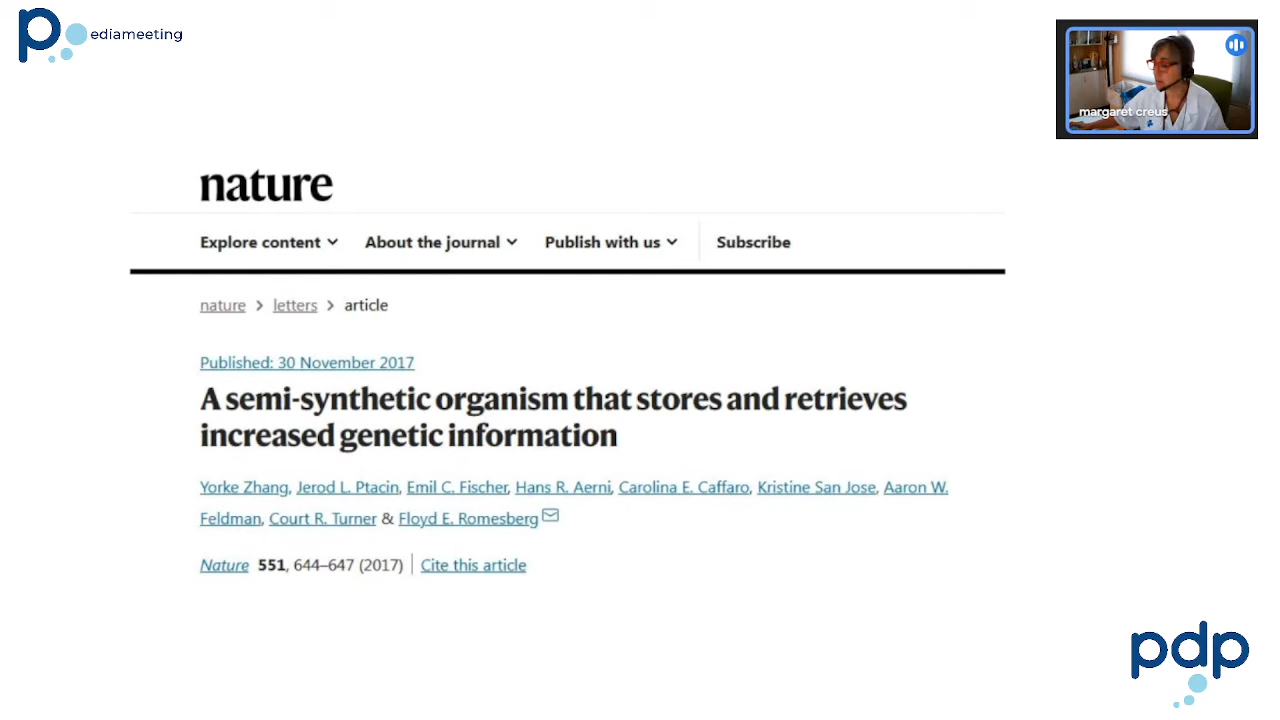 p
ediameeting
margaret creus
nature
Explore content About the journal Publish with us Subscribe
nature > letters > article
Published: 30 November 2017
A semi-synthetic organism that stores and retrieves
increased genetic information
Yorke Zhang, Jerod L. Ptacin, Emil C. Fischer, Hans R. Aerni, Carolina E. Caffaro, Kristine San Jose, Aaron W.
Feldman, Court R. Turner & Floyd E. Romesberg
Nature 551, 644–647 (2017) | Cite this article
pdp